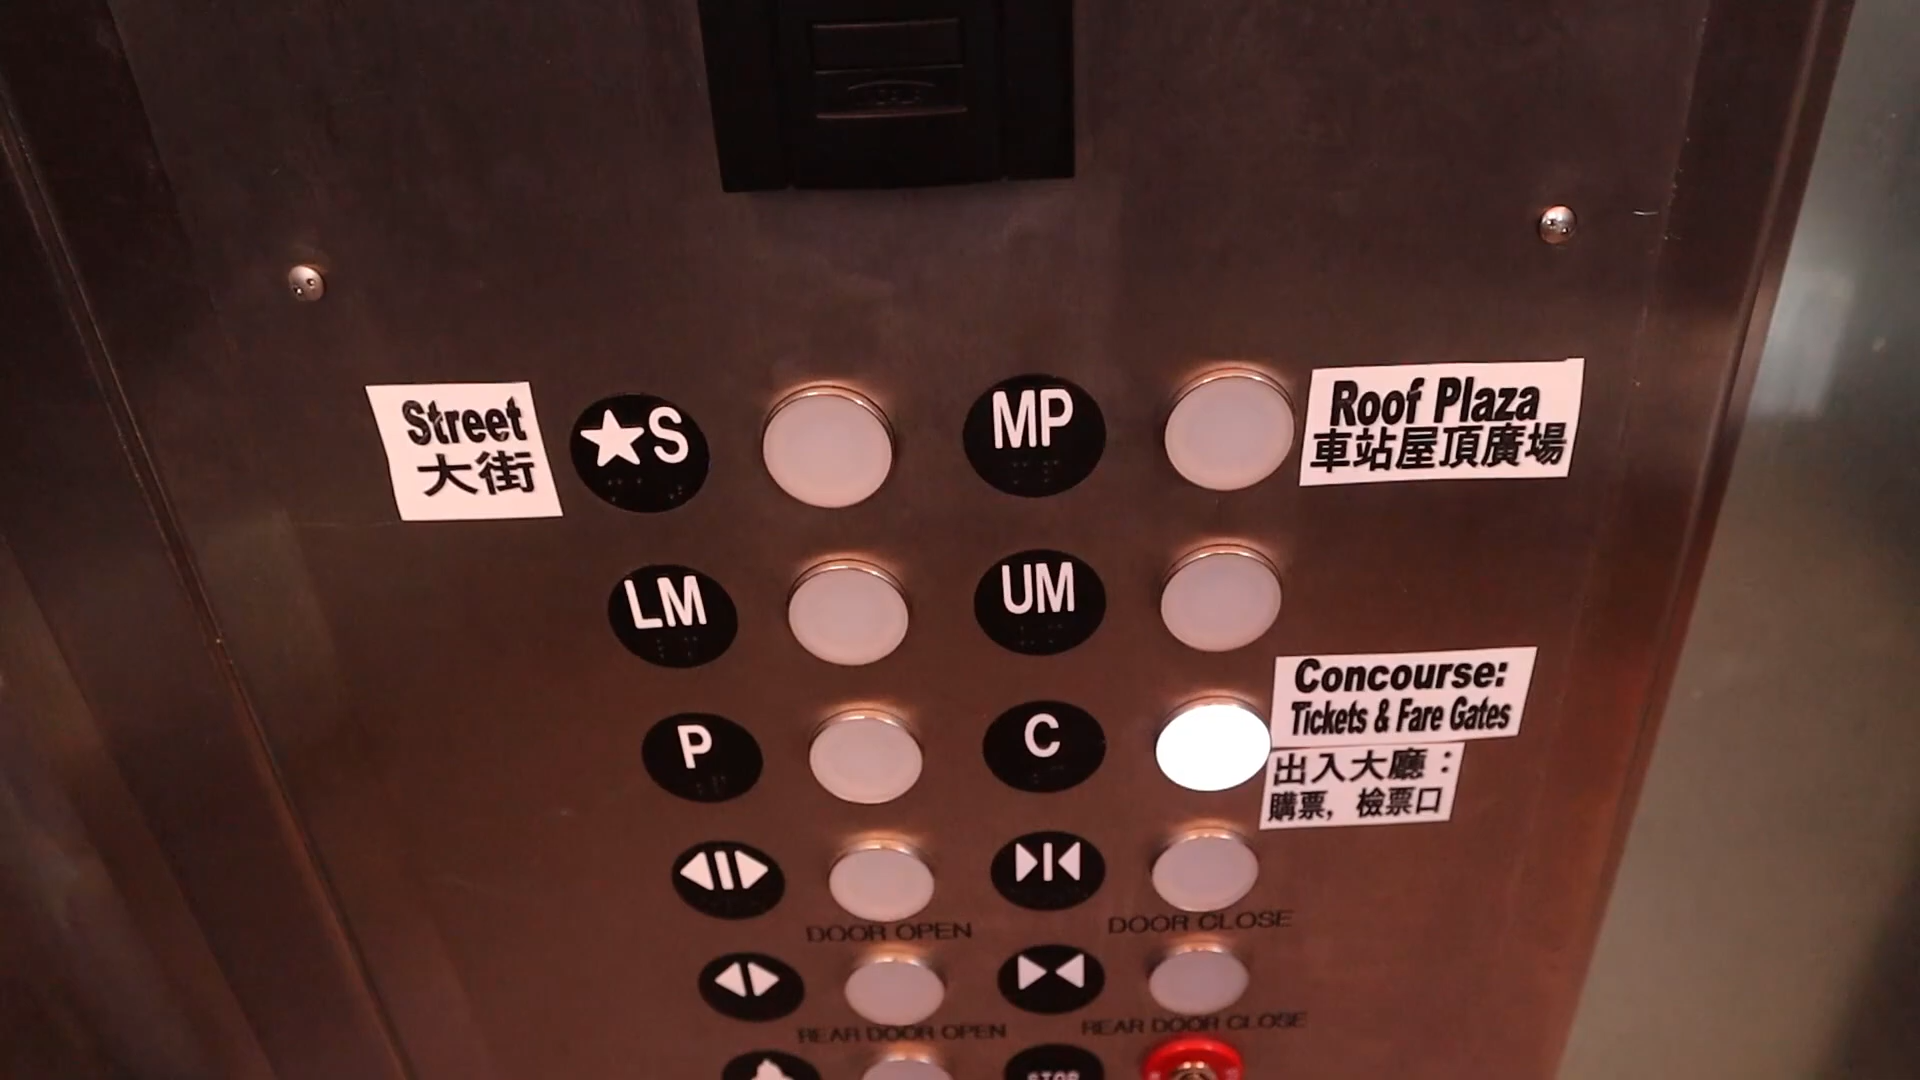 Street
大街
★S
MP
Roof Plaza
車站屋頂廣場
LM
UM
P
C
Concourse:
Tickets & Fare Gates
出入大廳：
購票，檢票口
DOOR OPEN
DOOR CLOSE
REAR DOOR OPEN
REAR DOOR CLOSE
STOP